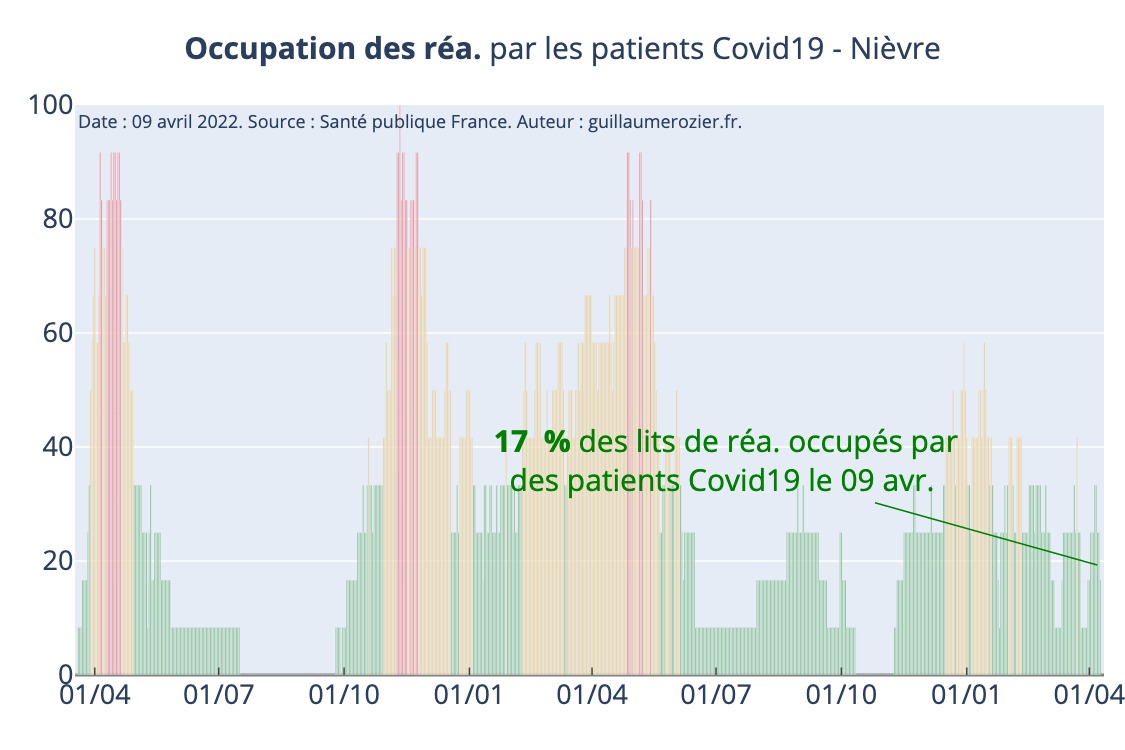 Occupation des réa. par les patients Covid19 - Nièvre
100
Date : 09 avril 2022. Source : Santé publique France. Auteur : guillaumerozier.fr.
80
60
40
17 % des lits de réa. occupés par
des patients Covid19 le 09 avr.
20
0
01/04 01/07 01/10 01/01 01/04 01/07 01/10 01/01 01/04